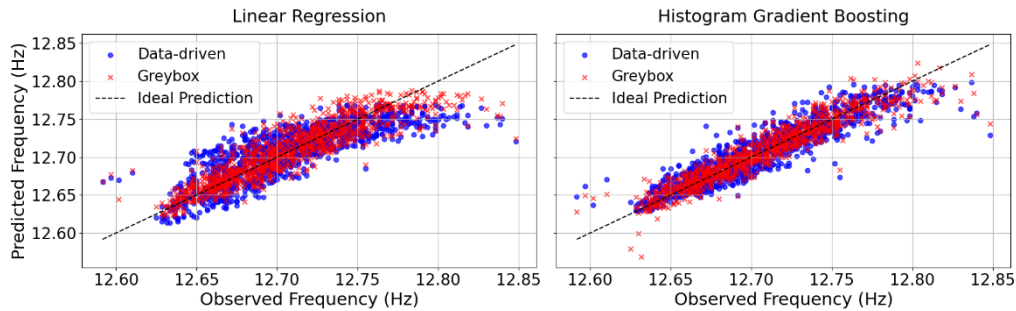 Linear Regression
Histogram Gradient Boosting
Predicted Frequency (Hz)
12.85
12.80
12.75
12.70
12.65
12.60
Data-driven
Greybox
Ideal Prediction
Data-driven
Greybox
Ideal Prediction
12.60 12.65 12.70 12.75 12.80 12.85
12.60 12.65 12.70 12.75 12.80 12.85
Observed Frequency (Hz)
Observed Frequency (Hz)